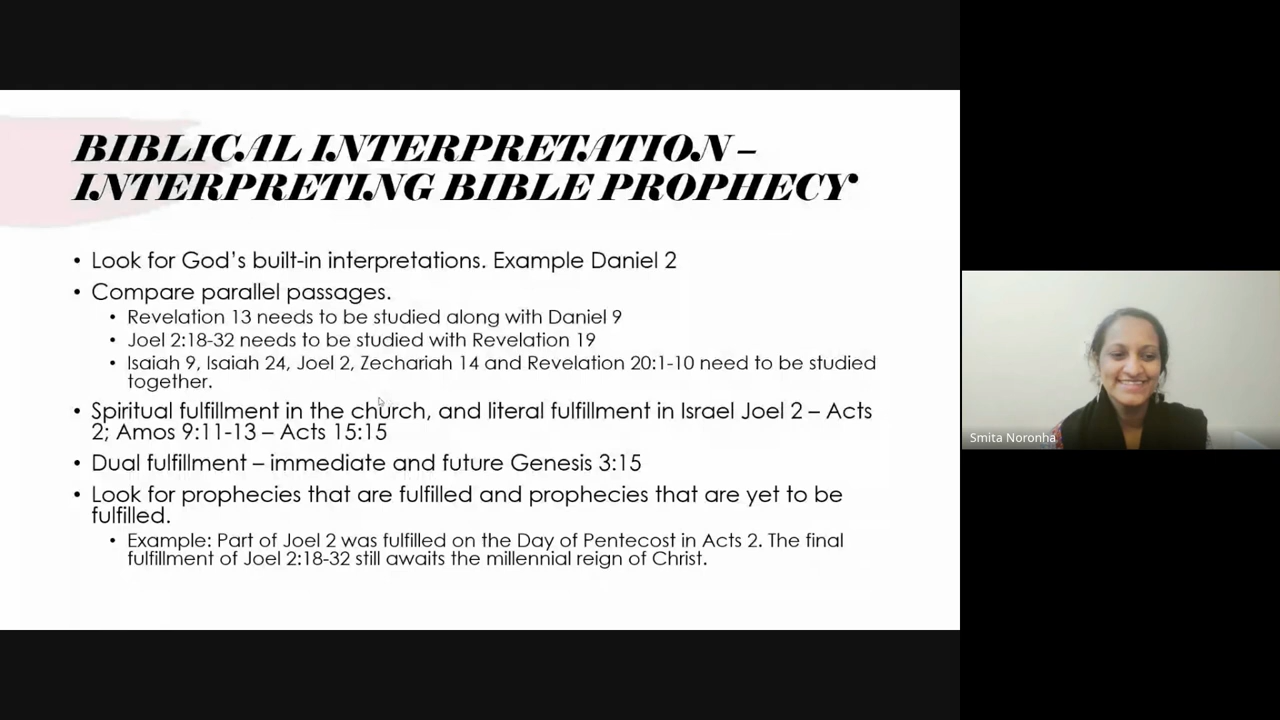 BIBLICAL INTERPRETATION –
INTERPRETING BIBLE PROPHECY
• Look for God's built-in interpretations. Example Daniel 2
• Compare parallel passages.
• Revelation 13 needs to be studied along with Daniel 9
• Joel 2:18-32 needs to be studied with Revelation 19
• Isaiah 9, Isaiah 24, Joel 2, Zechariah 14 and Revelation 20:1-10 need to be studied
together.
• Spiritual fulfillment in the church, and literal fulfillment in Israel Joel 2 – Acts
2; Amos 9:11-13 – Acts 15:15
• Dual fulfillment – immediate and future Genesis 3:15
• Look for prophecies that are fulfilled and prophecies that are yet to be
fulfilled.
• Example: Part of Joel 2 was fulfilled on the Day of Pentecost in Acts 2. The final
fulfillment of Joel 2:18-32 still awaits the millennial reign of Christ.
Smita Noronha